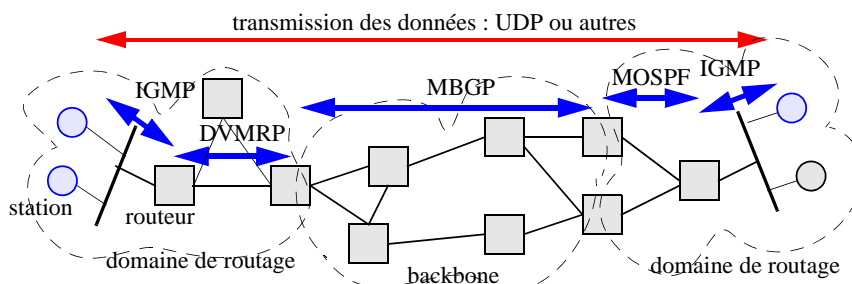 transmission des données : UDP ou autres
IGMP
MBGP
MOSPF
IGMP
DVMRP
station
routeur
domaine de routage
backbone
domaine de routage